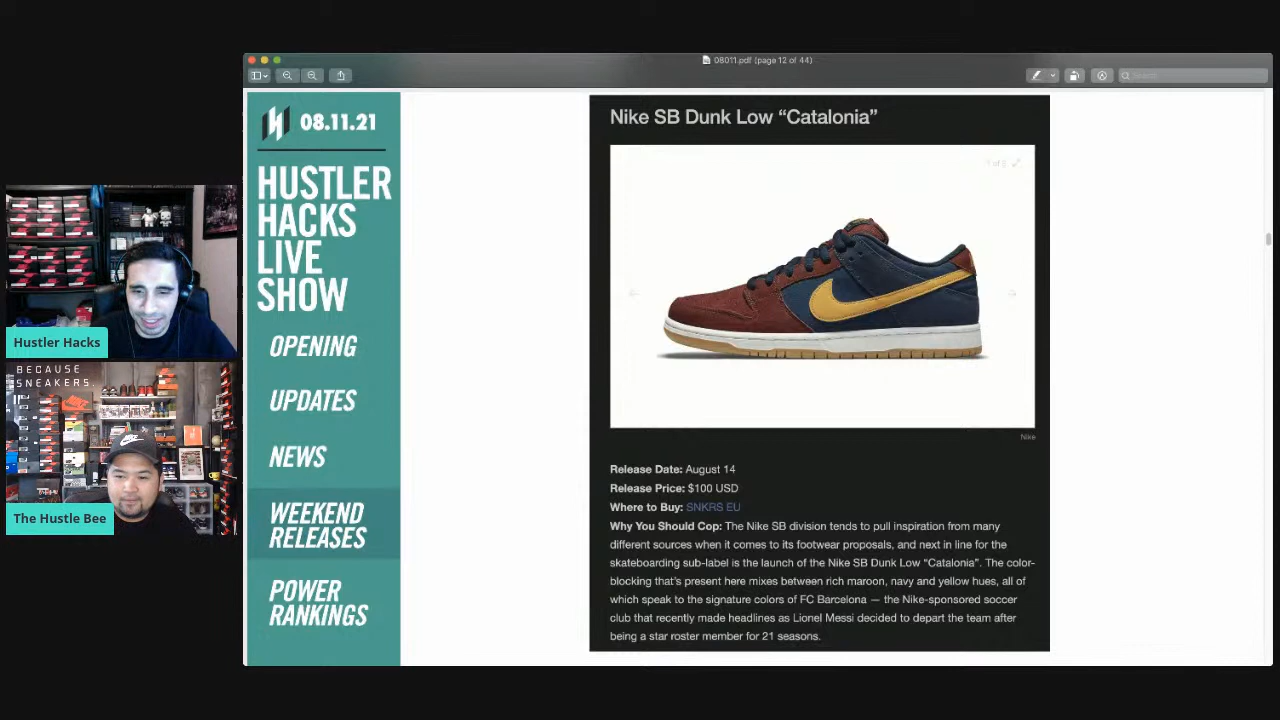 08011.pdf (page 12 of 44)
Search
08.11.21
HUSTLER
HACKS
LIVE
SHOW
OPENING
UPDATES
NEWS
WEEKEND
RELEASES
POWER
RANKINGS
Hustler Hacks
BECAUSE
SNEAKERS.
The Hustle Bee
Nike SB Dunk Low “Catalonia”
Nike
Release Date: August 14
Release Price: $100 USD
Where to Buy: SNKRS EU
Why You Should Cop: The Nike SB division tends to pull inspiration from many
different sources when it comes to its footwear proposals, and next in line for the
skateboarding sub-label is the launch of the Nike SB Dunk Low “Catalonia”. The color-
blocking that’s present here mixes between rich maroon, navy and yellow hues, all of
which speak to the signature colors of FC Barcelona — the Nike-sponsored soccer
club that recently made headlines as Lionel Messi decided to depart the team after
being a star roster member for 21 seasons.